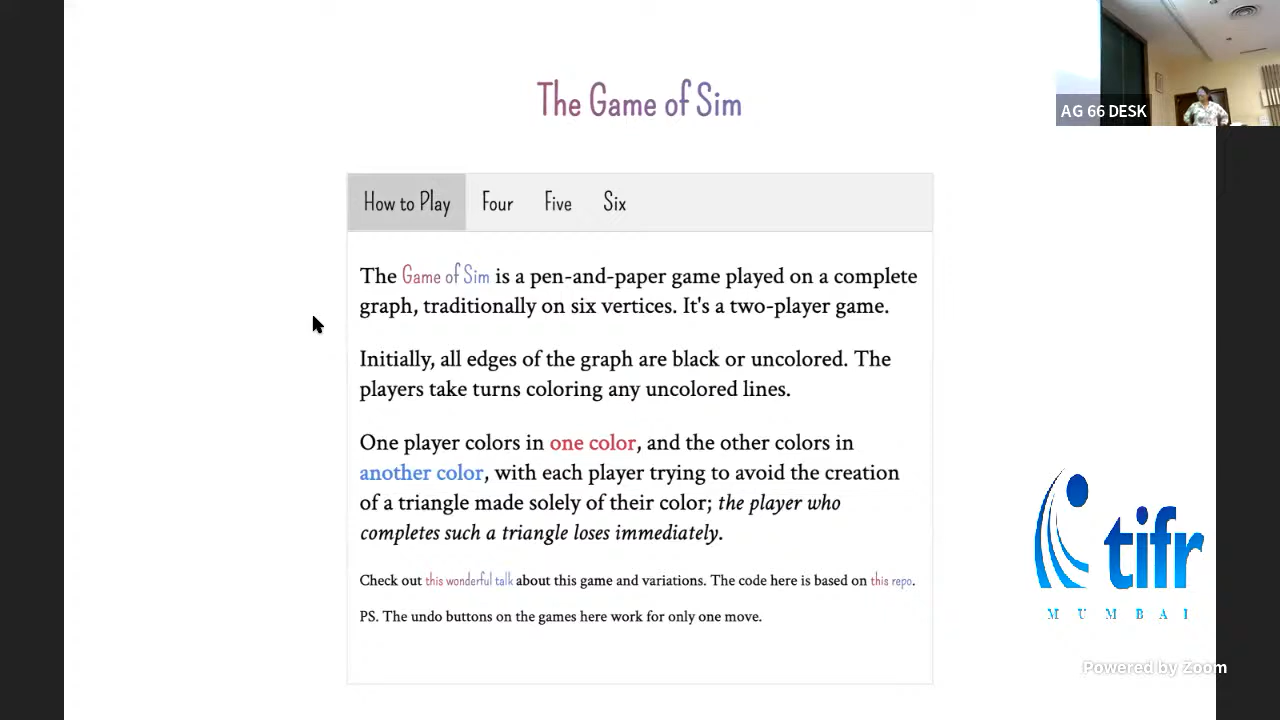 The Game of Sim
AG 66 DESK
How to Play Four Five Six
The Game of Sim is a pen-and-paper game played on a complete
graph, traditionally on six vertices. It's a two-player game.
Initially, all edges of the graph are black or uncolored. The
players take turns coloring any uncolored lines.
One player colors in one color, and the other colors in
another color, with each player trying to avoid the creation
of a triangle made solely of their color; the player who
completes such a triangle loses immediately.
Check out this wonderful talk about this game and variations. The code here is based on this repo.
PS. The undo buttons on the games here work for only one move.
tifr
MUMBAI
Powered by Zoom